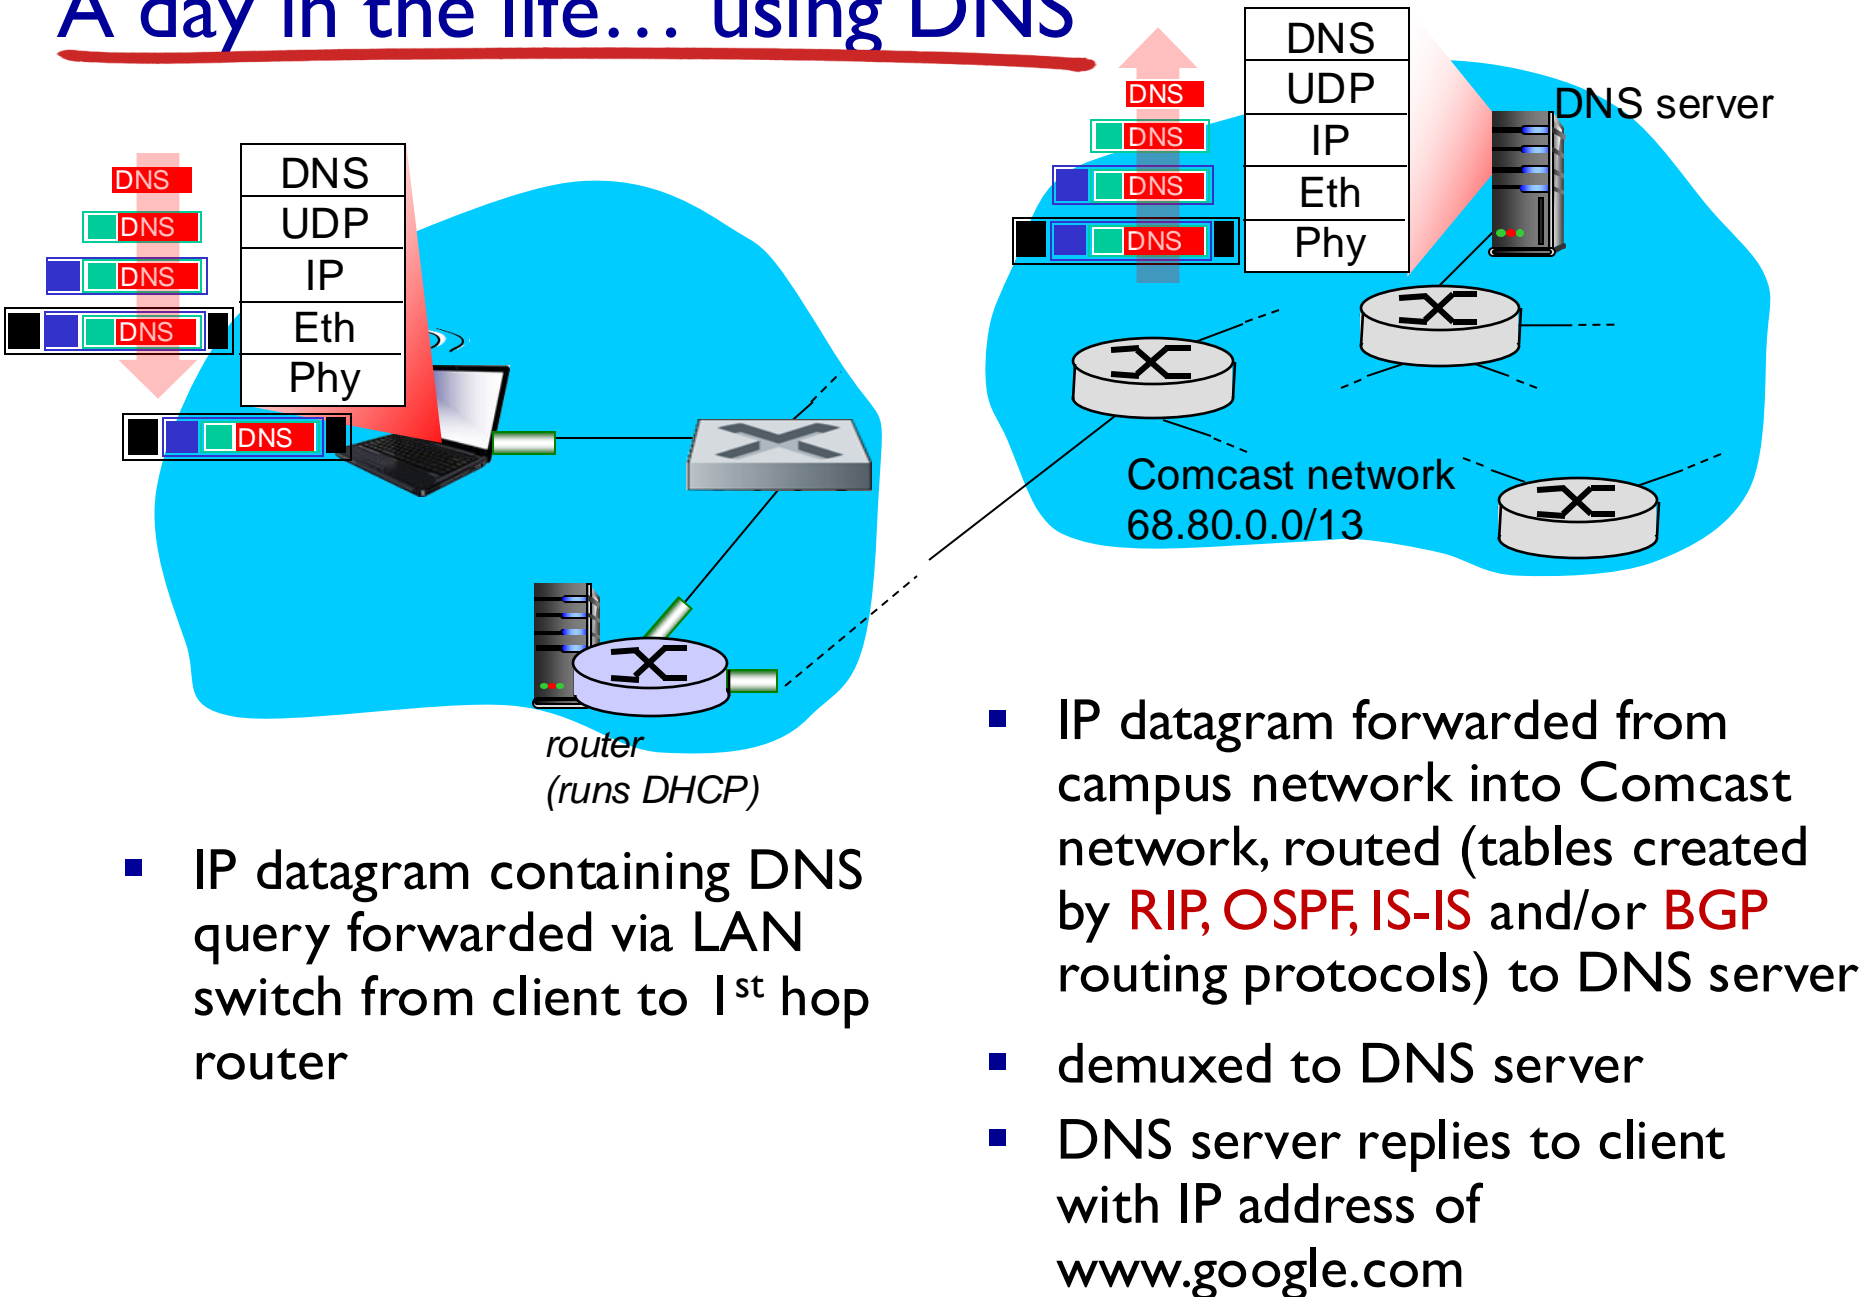 A day in the life… using DNS
DNS
DNS
DNS
DNS
DNS
DNS
UDP
IP
Eth
Phy
DNS
DNS
DNS
DNS
DNS
UDP
IP
Eth
Phy
DNS server
Comcast network
68.80.0.0/13
router
(runs DHCP)
▪ IP datagram containing DNS
query forwarded via LAN
switch from client to 1st hop
router
▪ IP datagram forwarded from
campus network into Comcast
network, routed (tables created
by RIP, OSPF, IS-IS and/or BGP
routing protocols) to DNS server
▪ demuxed to DNS server
▪ DNS server replies to client
with IP address of
www.google.com